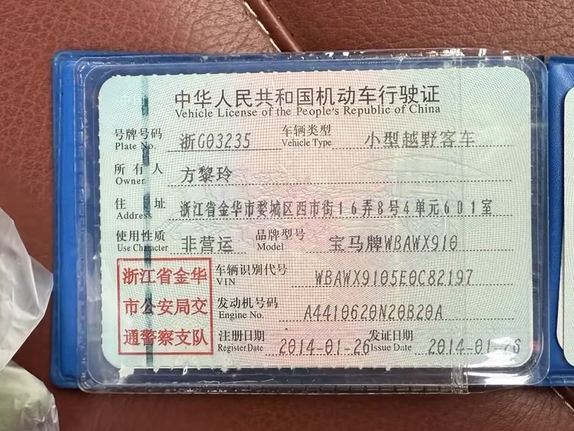 中华人民共和国机动车行驶证
Vehicle License of the People's Republic of China
号牌号码 浙G03235 车辆类型 小型越野客车
Plate No. Vehicle Type
所有人 方黎玲
Owner
住址 浙江省金华市婺城区西市街16弄8号4单元601室
Address
使用性质 非营运 品牌型号 宝马牌WBAWX910
Use Character Model
浙江省金华
市公安局交
通警察支队
车辆识别代号 WBAWX9105E0C82197
VIN
发动机号码 A4410620N20B20A
Engine No.
注册日期 2014-01-26 发证日期 2014-01-26
Register Date Issue Date